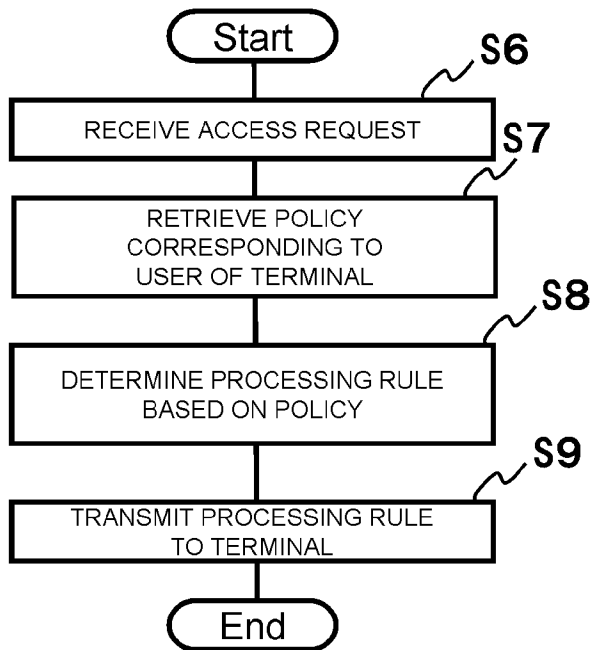 Start
S6
RECEIVE ACCESS REQUEST
S7
RETRIEVE POLICY
CORRESPONDING TO
USER OF TERMINAL
S8
DETERMINE PROCESSING RULE
BASED ON POLICY
S9
TRANSMIT PROCESSING RULE
TO TERMINAL
End